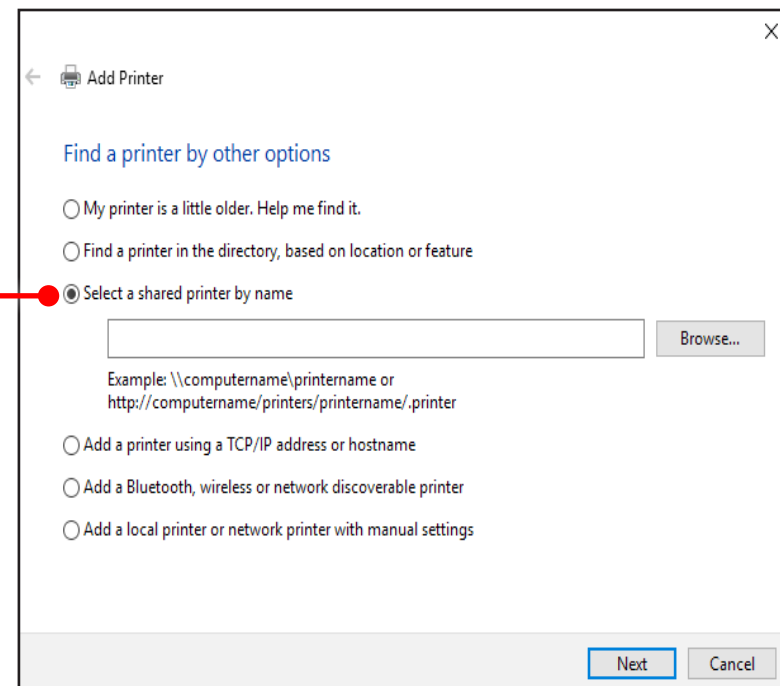 Add Printer
Find a printer by other options
My printer is a little older. Help me find it.
Find a printer in the directory, based on location or feature
Select a shared printer by name
Browse...
Example: \\computername\printername or
http://computername/printers/printername/.printer
Add a printer using a TCP/IP address or hostname
Add a Bluetooth, wireless or network discoverable printer
Add a local printer or network printer with manual settings
Next Cancel